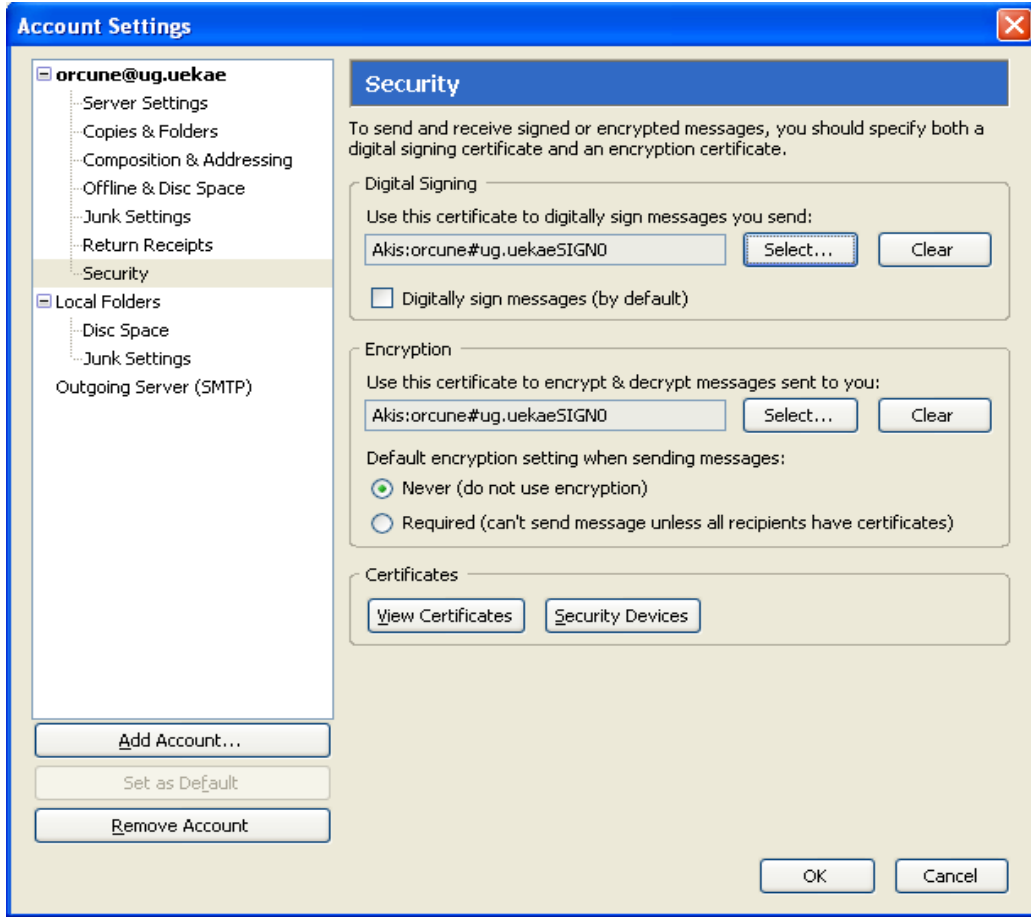 Account Settings
orcune@ug.uekae
Server Settings
Copies & Folders
Composition & Addressing
Offline & Disc Space
Junk Settings
Return Receipts
Security
Local Folders
Disc Space
Junk Settings
Outgoing Server (SMTP)
Add Account...
Set as Default
Remove Account
Security
To send and receive signed or encrypted messages, you should specify both a
digital signing certificate and an encryption certificate.
Digital Signing
Use this certificate to digitally sign messages you send:
Akis:orcune#ug.uekaeSIGN0 Select... Clear
Digitally sign messages (by default)
Encryption
Use this certificate to encrypt & decrypt messages sent to you:
Akis:orcune#ug.uekaeSIGN0 Select... Clear
Default encryption setting when sending messages:
Never (do not use encryption)
Required (can't send message unless all recipients have certificates)
Certificates
View Certificates Security Devices
OK Cancel